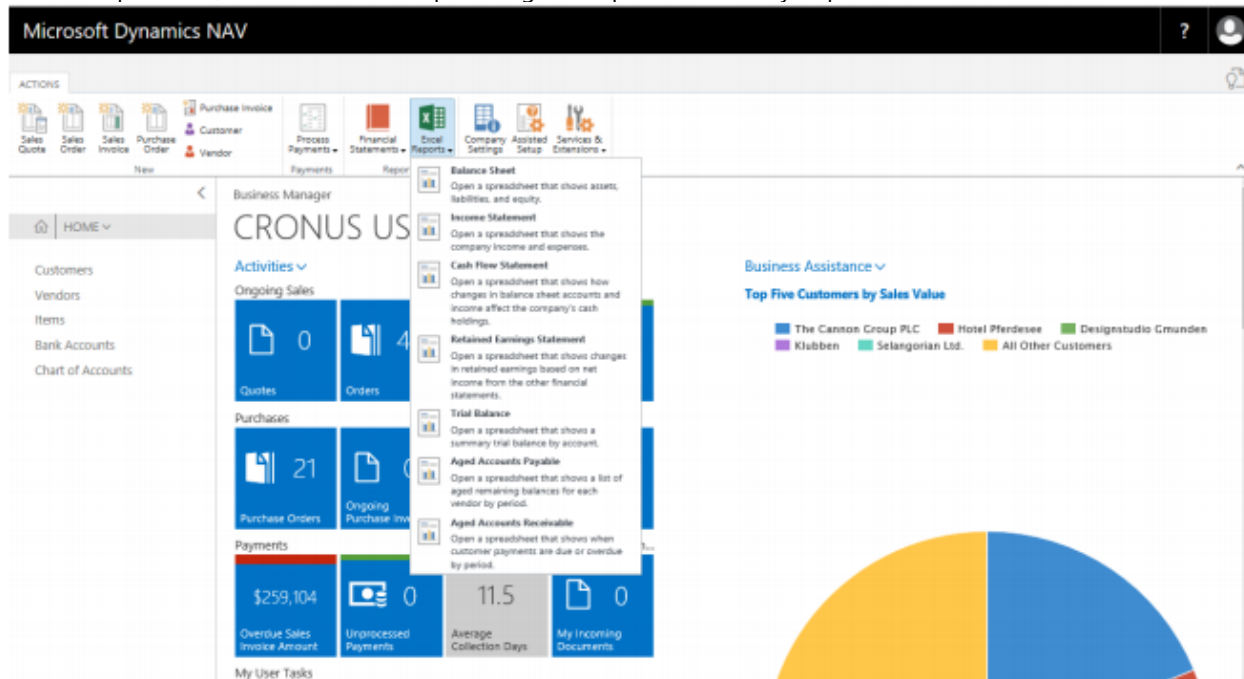 Microsoft Dynamics NAV
?
ACTIONS
Sales Quote
Sales Order
Sales Invoice
Purchase Order
Purchase Invoice
Customer
Vendor
Process Payments
Financial Statements
Excel Reports
Company Settings
Assisted Setup
Services & Extensions
New
Payments
Repor
HOME
Customers
Vendors
Items
Bank Accounts
Chart of Accounts
Business Manager
CRONUS US
Activities
Ongoing Sales
0
Quotes
4
Orders
Purchases
21
Purchase Orders
Ongoing
Purchase Inv
Payments
$259,104
Overdue Sales
Invoice Amount
0
Unprocessed
Payments
11.5
Average
Collection Days
0
My Incoming
Documents
My User Tasks
Balance Sheet
Open a spreadsheet that shows assets,
liabilities, and equity.
Income Statement
Open a spreadsheet that shows the
company income and expenses.
Cash Flow Statement
Open a spreadsheet that shows how
changes in balance sheet accounts and
income affect the company's cash
holdings.
Retained Earnings Statement
Open a spreadsheet that shows changes
in retained earnings based on net
income from the other financial
statements.
Trial Balance
Open a spreadsheet that shows a
summary trial balance by account.
Aged Accounts Payable
Open a spreadsheet that shows a list of
aged remaining balances for each
vendor by period.
Aged Accounts Receivable
Open a spreadsheet that shows when
customer payments are due or overdue
by period.
Business Assistance
Top Five Customers by Sales Value
The Cannon Group PLC
Hotel Pferdesee
Designstudio Gmunden
Klubben
Selangorian Ltd.
All Other Customers